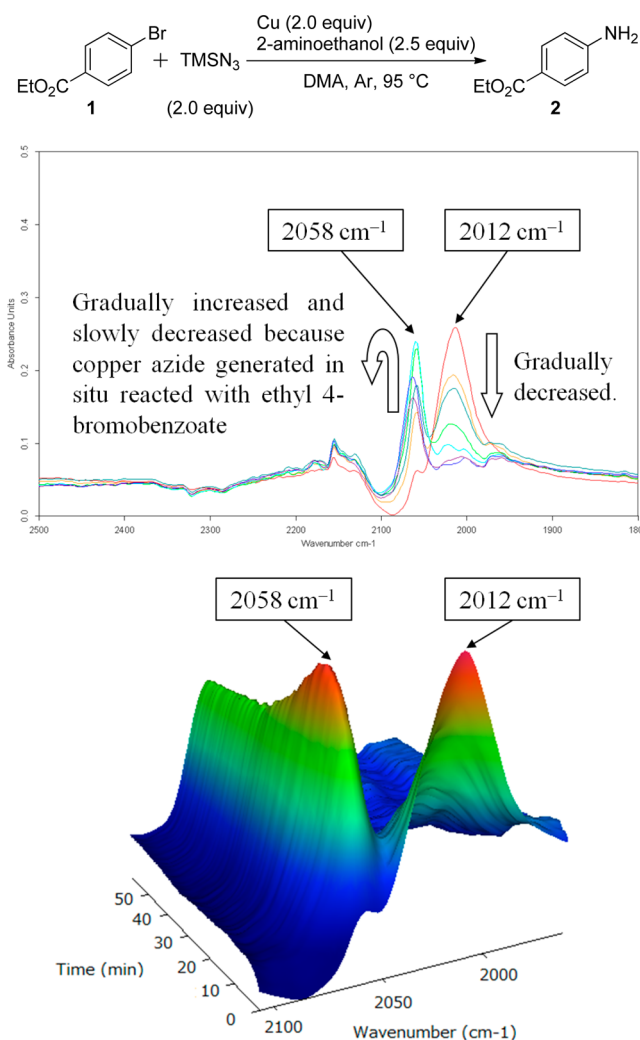 Cu (2.0 equiv)
Br
2-aminoethanol (2.5 equiv)
NH2
+ TMSN3
DMA, Ar, 95 °C
EtO2C
EtO2C
1
(2.0 equiv)
2
0.5
0.4
0.3
0.2
0.1
0.0
Absorbance Units
2058 cm–1
2012 cm–1
Gradually increased and
slowly decreased because
copper azide generated in
situ reacted with ethyl 4-
bromobenzoate
Gradually
decreased.
2500
2400
2300
2200
2100
2000
1900
180
Wavenumber cm-1
2058 cm–1
2012 cm–1
50
40
30
20
10
0
Time (min)
2100
2050
2000
Wavenumber (cm-1)